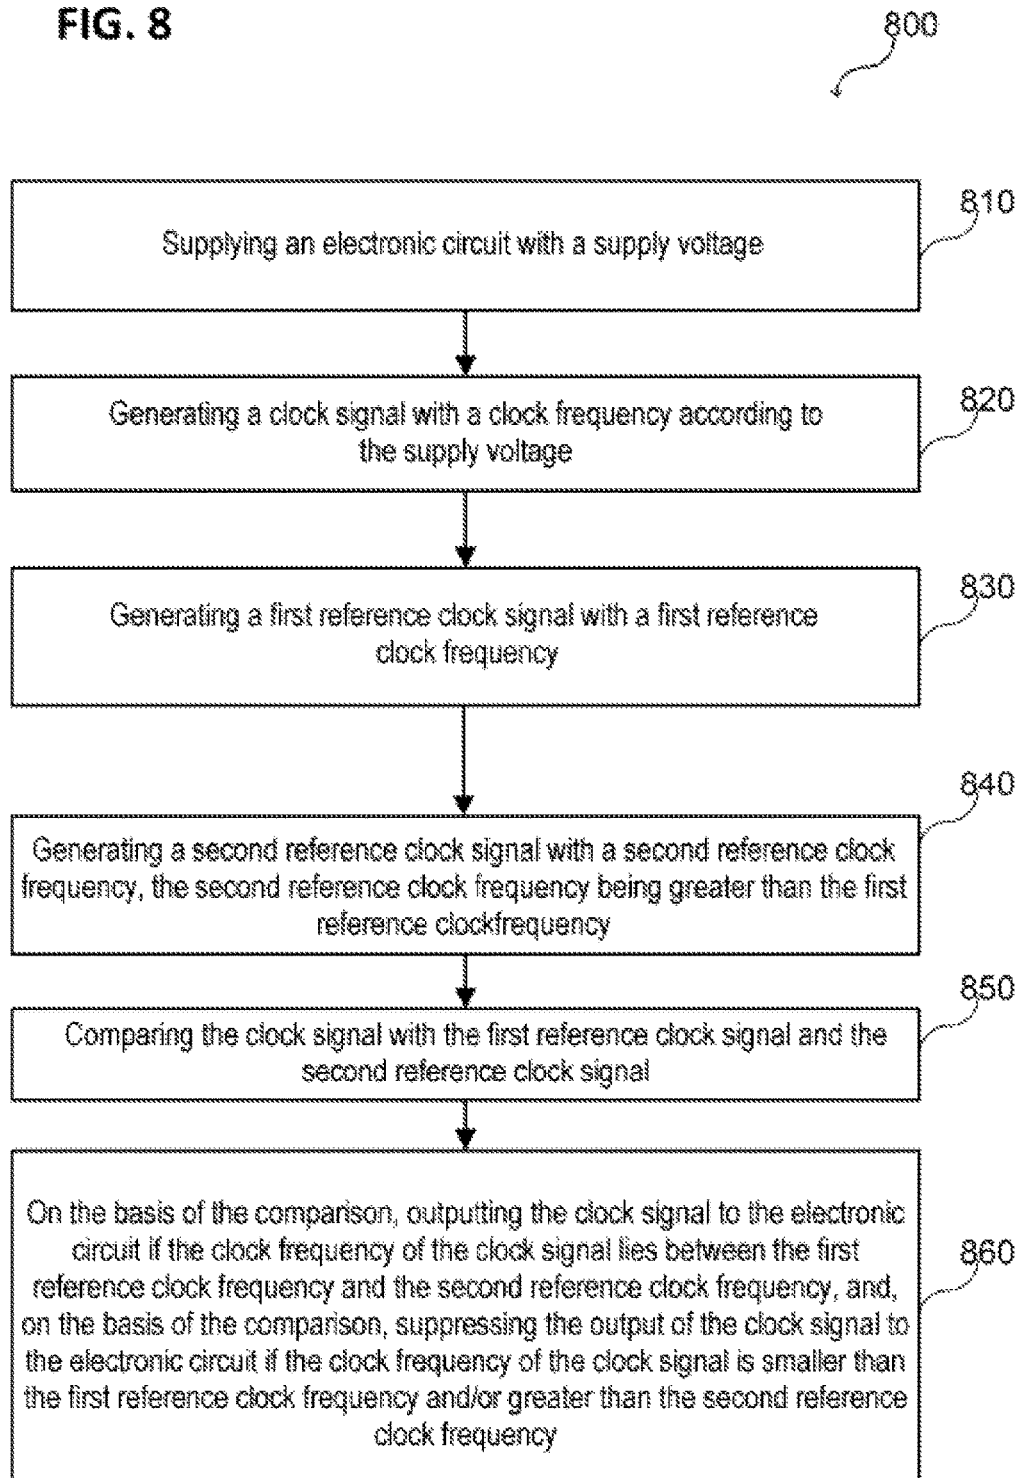 FIG. 8
800
810
Supplying an electronic circuit with a supply voltage
820
Generating a clock signal with a clock frequency according to
the supply voltage
830
Generating a first reference clock signal with a first reference
clock frequency
840
Generating a second reference clock signal with a second reference clock
frequency, the second reference clock frequency being greater than the first
reference clockfrequency
850
Comparing the clock signal with the first reference clock signal and the
second reference clock signal
860
On the basis of the comparison, outputting the clock signal to the electronic
circuit if the clock frequency of the clock signal lies between the first
reference clock frequency and the second reference clock frequency, and,
on the basis of the comparison, suppressing the output of the clock signal to
the electronic circuit if the clock frequency of the clock signal is smaller than
the first reference clock frequency and/or greater than the second reference
clock frequency